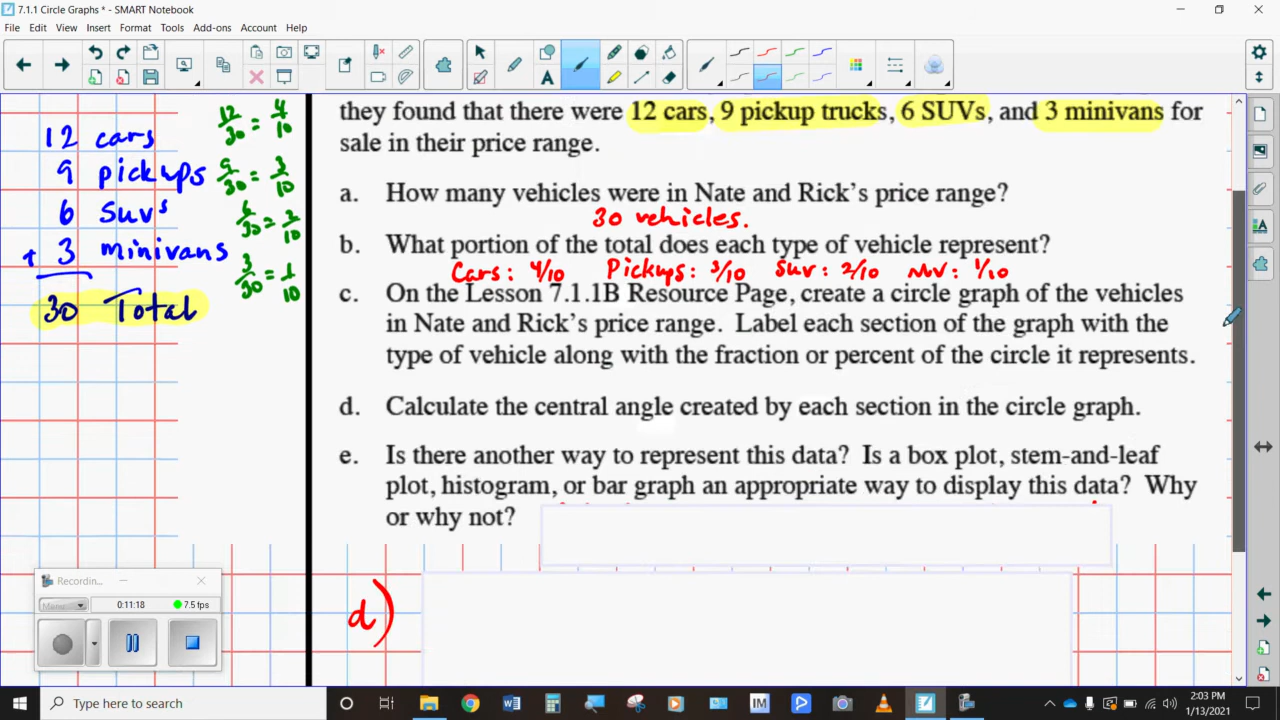 7.1.1 Circle Graphs * - SMART Notebook
File Edit View Insert Format Tools Add-ons Account Help
12 cars
9 pickups
6 suvs
+ 3 minivans
30 Total
12/30 = 4/10
9/30 = 3/10
6/30 = 2/10
3/30 = 1/10
they found that there were 12 cars, 9 pickup trucks, 6 SUVs, and 3 minivans for
sale in their price range.
a. How many vehicles were in Nate and Rick's price range?
30 vehicles.
b. What portion of the total does each type of vehicle represent?
Cars: 4/10 Pickups: 3/10 Suv: 2/10 MV: 1/10
c. On the Lesson 7.1.1B Resource Page, create a circle graph of the vehicles
in Nate and Rick's price range. Label each section of the graph with the
type of vehicle along with the fraction or percent of the circle it represents.
d. Calculate the central angle created by each section in the circle graph.
e. Is there another way to represent this data? Is a box plot, stem-and-leaf
plot, histogram, or bar graph an appropriate way to display this data? Why
or why not?
d)
Recordin...
0:11:18 7.5 fps
Type here to search
2:03 PM
1/13/2021